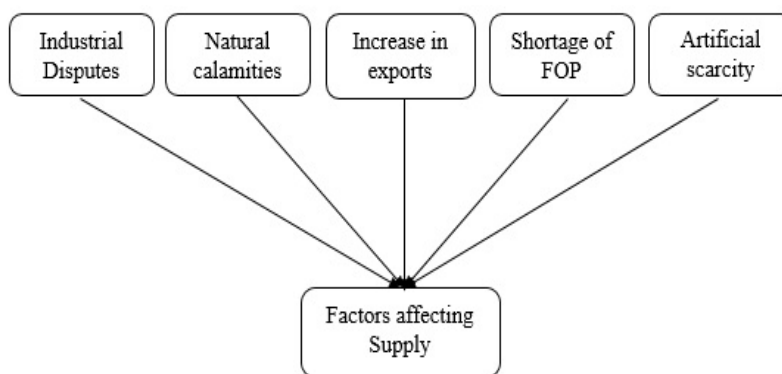 Industrial
Disputes
Natural
calamities
Increase in
exports
Shortage of
FOP
Artificial
scarcity
Factors affecting
Supply